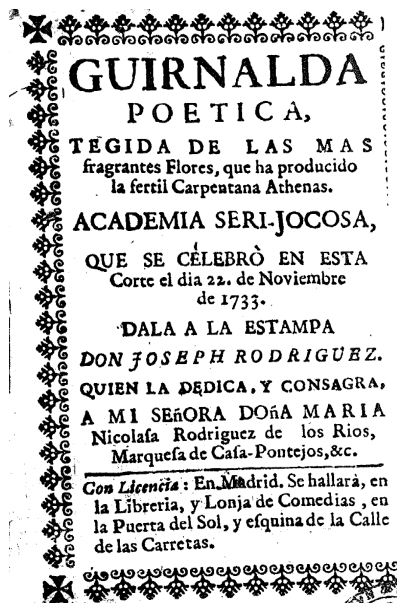 GUIRNALDA
POETICA,
TEGIDA DE LAS MAS
fragrantes Flores, que ha producido
la fertil Carpentana Athenas.
ACADEMIA SERI-JOCOSA,
QUE SE CELEBRÒ EN ESTA
Corte el dia 22. de Noviembre
de 1733.
DALA A LA ESTAMPA
DON JOSEPH RODRIGUEZ.
QUIEN LA DEDICA, Y CONSAGRA,
A MI SEñORA DOñA MARIA
Nicolasa Rodriguez de los Rios,
Marquesa de Casa-Pontejos, &c.
Con Licencia: En Madrid. Se hallarà, en
la Libreria, y Lonja de Comedias, en
la Puerta del Sol, y esquina de la Calle
de las Carretas.